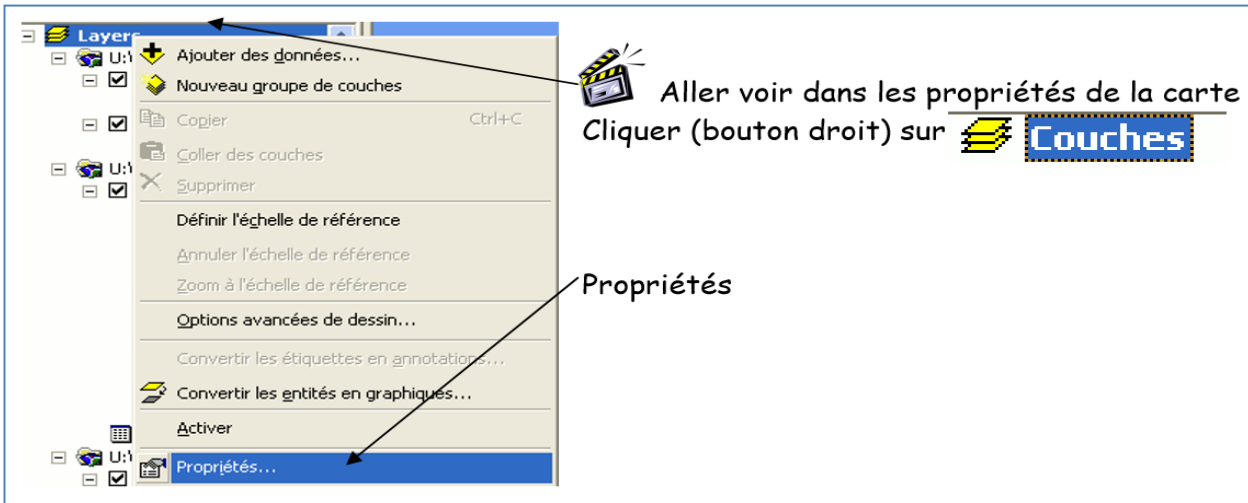 Layers
U:\
Ajouter des données...
Nouveau groupe de couches
Copier Ctrl+C
Coller des couches
U:\
Supprimer
Définir l'échelle de référence
Annuler l'échelle de référence
Zoom à l'échelle de référence
Options avancées de dessin...
Convertir les étiquettes en annotations...
Convertir les entités en graphiques...
Activer
U:\
Propriétés...
Aller voir dans les propriétés de la carte
Cliquer (bouton droit) sur Couches
Propriétés